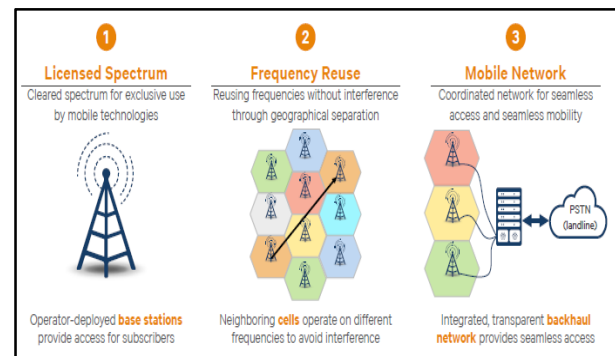 1
Licensed Spectrum
Cleared spectrum for exclusive use
by mobile technologies
Operator-deployed base stations
provide access for subscribers
2
Frequency Reuse
Reusing frequencies without interference
through geographical separation
Neighboring cells operate on different
frequencies to avoid interference
3
Mobile Network
Coordinated network for seamless
access and seamless mobility
PSTN
(landline)
Integrated, transparent backhaul
network provides seamless access